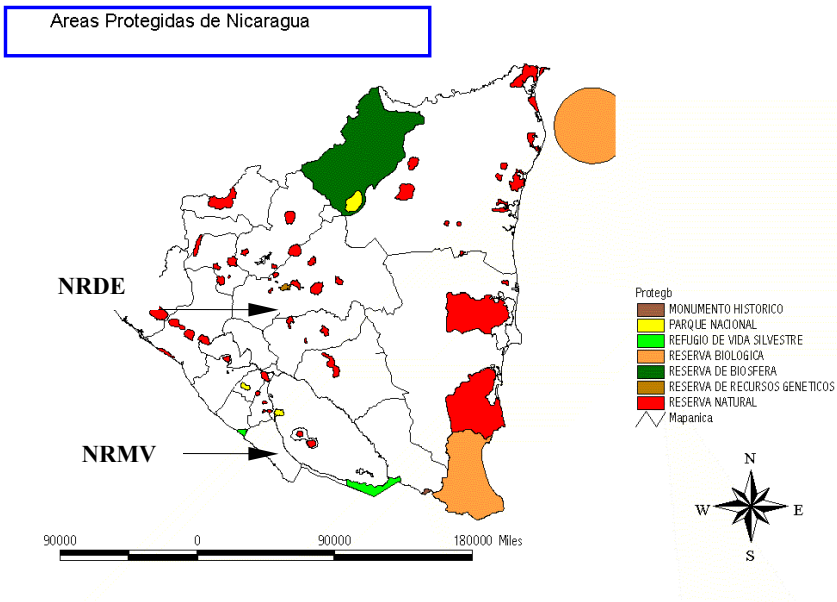 Areas Protegidas de Nicaragua
NRDE
NRMV
Protegb
MONUMENTO HISTORICO
PARQUE NACIONAL
REFUGIO DE VIDA SILVESTRE
RESERVA BIOLOGICA
RESERVA DE BIOSFERA
RESERVA DE RECURSOS GENETICOS
RESERVA NATURAL
Mapanica
N
W E
S
90000 0 90000 180000 Miles